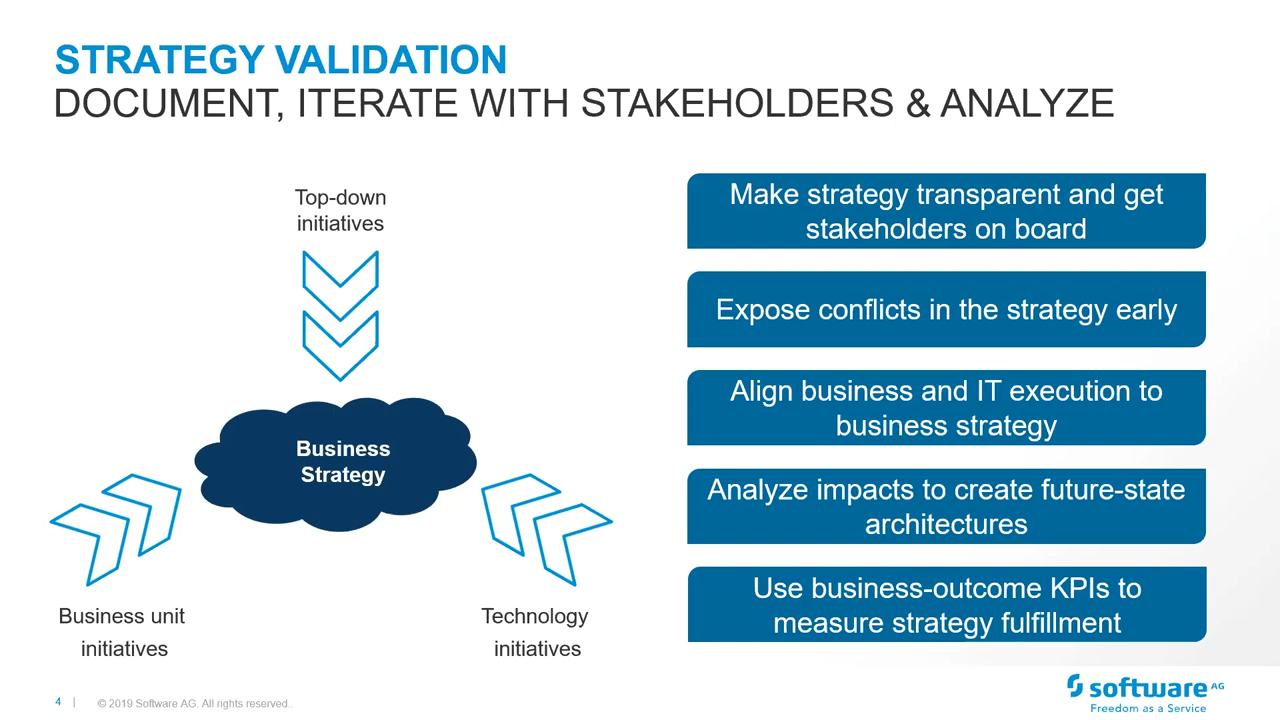 STRATEGY VALIDATION
DOCUMENT, ITERATE WITH STAKEHOLDERS & ANALYZE
Top-down
initiatives
Business
Strategy
Business unit
initiatives
Technology
initiatives
Make strategy transparent and get
stakeholders on board
Expose conflicts in the strategy early
Align business and IT execution to
business strategy
Analyze impacts to create future-state
architectures
Use business-outcome KPIs to
measure strategy fulfillment
4 | © 2019 Software AG. All rights reserved..
software AG
Freedom as a Service